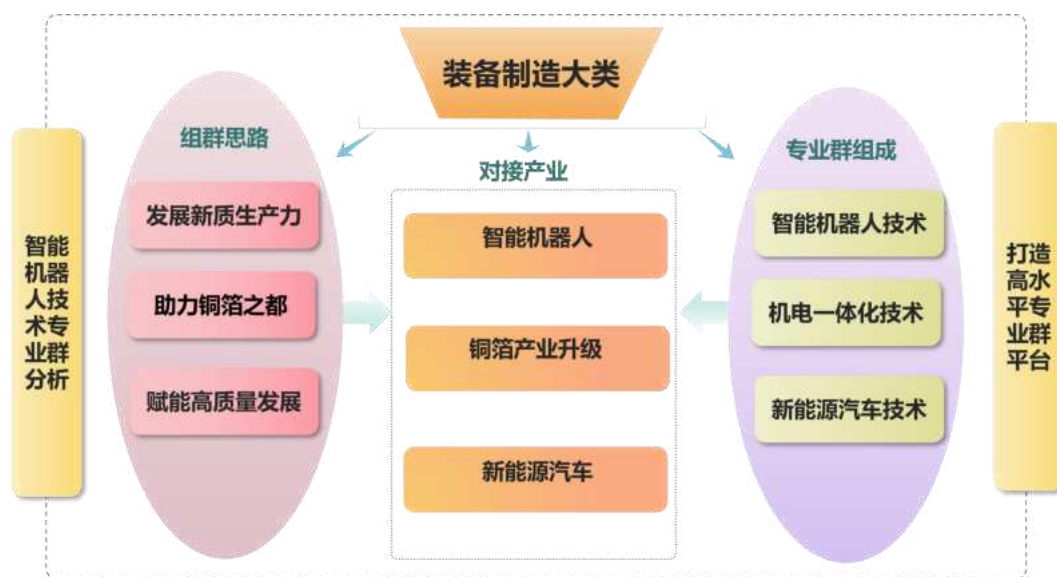 装备制造大类
组群思路
发展新质生产力
助力铜箔之都
赋能高质量发展
对接产业
智能机器人
铜箔产业升级
新能源汽车
专业群组成
智能机器人技术
机电一体化技术
新能源汽车技术
智能
机器
人技
术专
业群
分析
打造
高水
平专
业群
平台